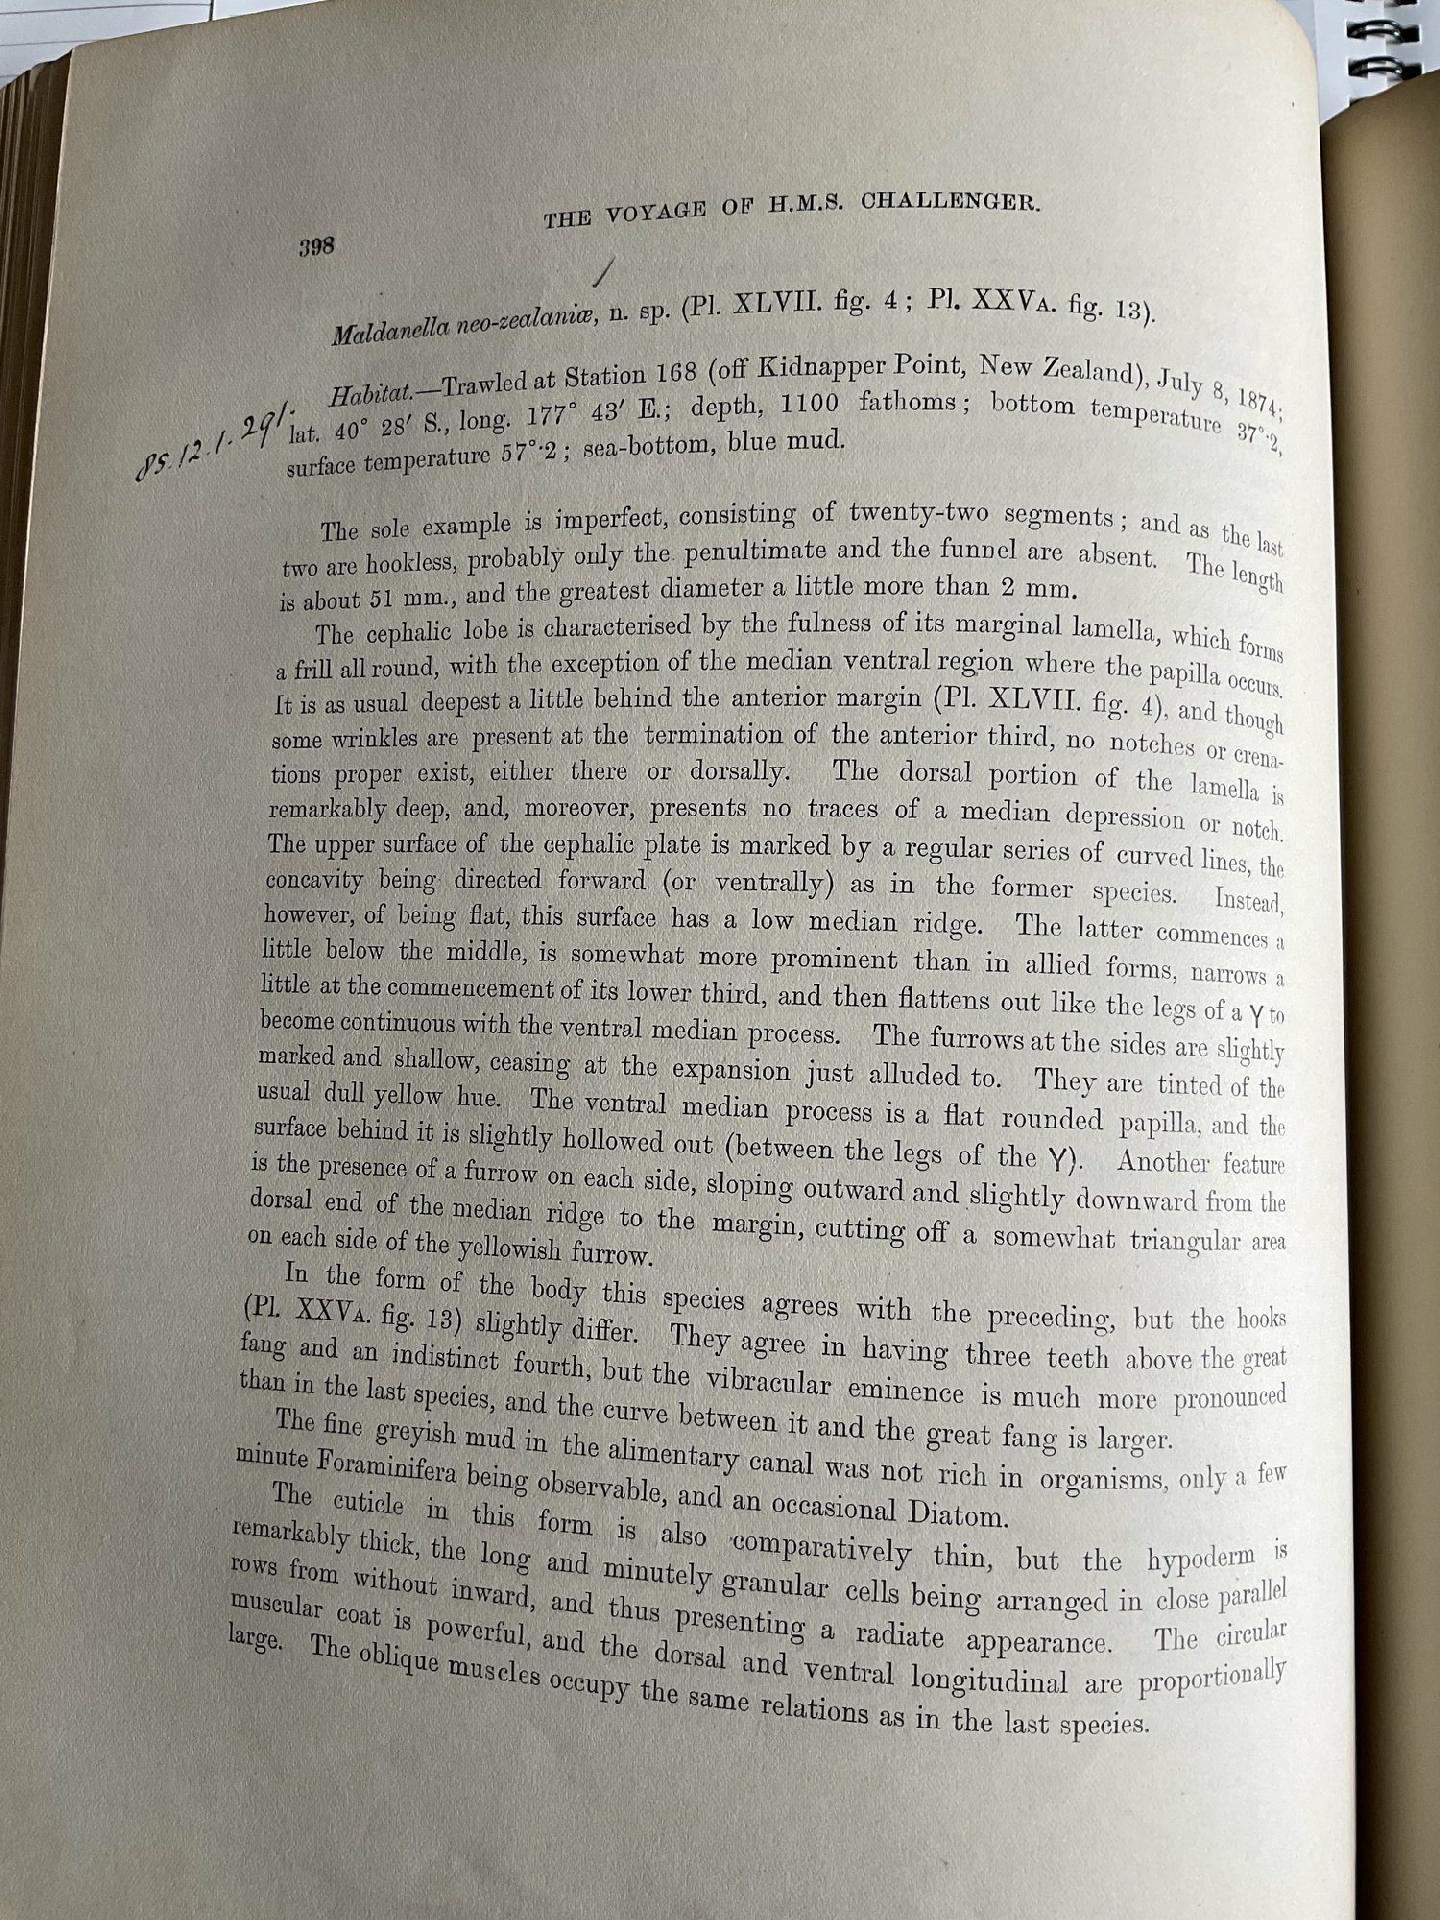 THE VOYAGE OF H.M.S. CHALLENGER.
398
Maldanella neo-zealaniæ, n. sp. (Pl. XLVII. fig. 4; Pl. XXVA. fig. 13).
85.12.1.291.
Habitat.—Trawled at Station 168 (off Kidnapper Point, New Zealand), July 8, 1874;
lat. 40° 28′ S., long. 177° 43′ E.; depth, 1100 fathoms; bottom temperature 37°·2,
surface temperature 57°·2; sea-bottom, blue mud.
The sole example is imperfect, consisting of twenty-two segments; and as the last
two are hookless, probably only the penultimate and the funnel are absent. The length
is about 51 mm., and the greatest diameter a little more than 2 mm.
The cephalic lobe is characterised by the fulness of its marginal lamella, which forms
a frill all round, with the exception of the median ventral region where the papilla occurs.
It is as usual deepest a little behind the anterior margin (Pl. XLVII. fig. 4), and though
some wrinkles are present at the termination of the anterior third, no notches or crena-
tions proper exist, either there or dorsally. The dorsal portion of the lamella is
remarkably deep, and, moreover, presents no traces of a median depression or notch.
The upper surface of the cephalic plate is marked by a regular series of curved lines, the
concavity being directed forward (or ventrally) as in the former species. Instead,
however, of being flat, this surface has a low median ridge. The latter commences a
little below the middle, is somewhat more prominent than in allied forms, narrows a
little at the commencement of its lower third, and then flattens out like the legs of a Y to
become continuous with the ventral median process. The furrows at the sides are slightly
marked and shallow, ceasing at the expansion just alluded to. They are tinted of the
usual dull yellow hue. The ventral median process is a flat rounded papilla, and the
surface behind it is slightly hollowed out (between the legs of the Y). Another feature
is the presence of a furrow on each side, sloping outward and slightly downward from the
dorsal end of the median ridge to the margin, cutting off a somewhat triangular area
on each side of the yellowish furrow.
In the form of the body this species agrees with the preceding, but the hooks
(Pl. XXVA. fig. 13) slightly differ. They agree in having three teeth above the great
fang and an indistinct fourth, but the vibracular eminence is much more pronounced
than in the last species, and the curve between it and the great fang is larger.
The fine greyish mud in the alimentary canal was not rich in organisms, only a few
minute Foraminifera being observable, and an occasional Diatom.
The cuticle in this form is also comparatively thin, but the hypoderm is
remarkably thick, the long and minutely granular cells being arranged in close parallel
rows from without inward, and thus presenting a radiate appearance. The circular
muscular coat is powerful, and the dorsal and ventral longitudinal are proportionally
large. The oblique muscles occupy the same relations as in the last species.